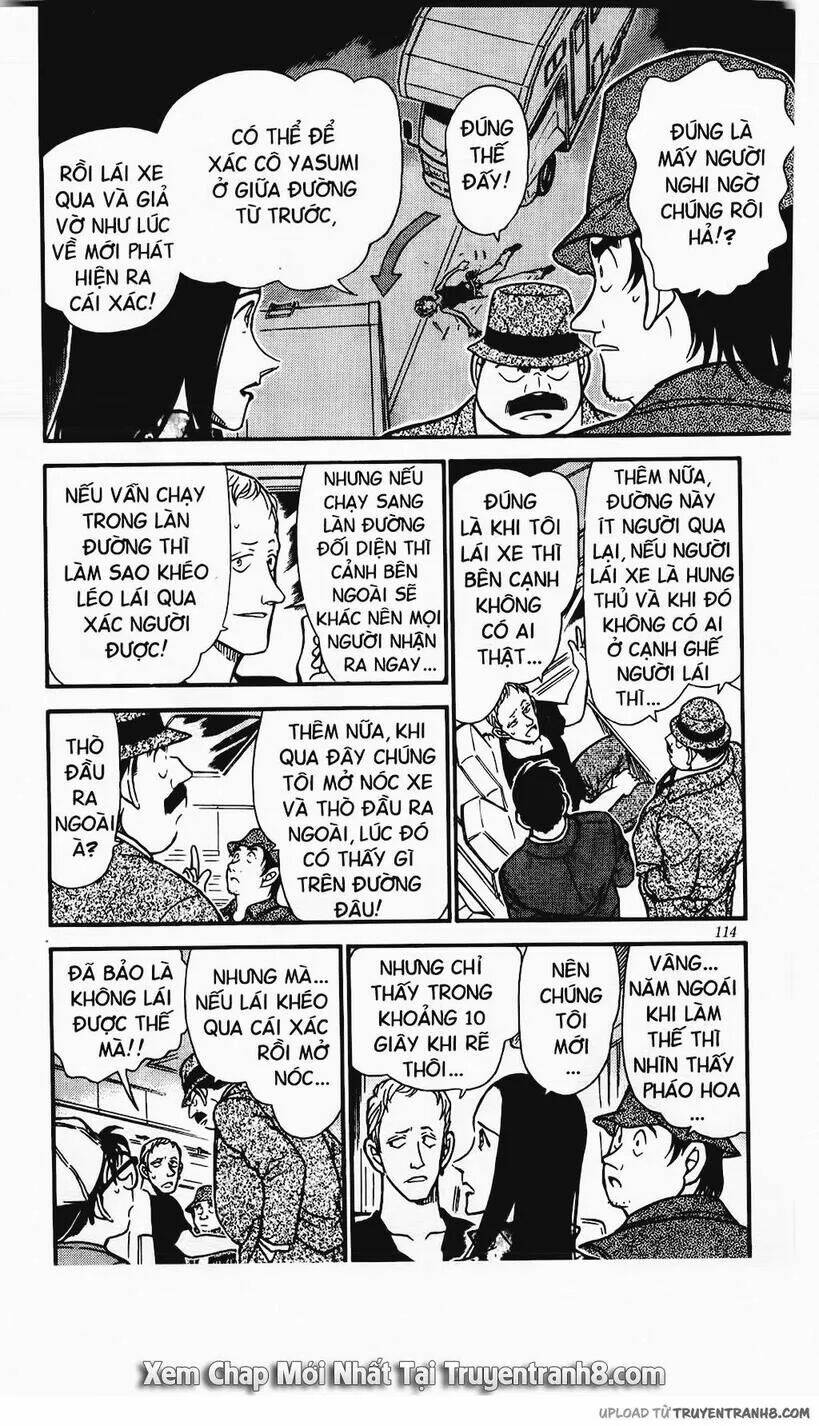 ĐÚNG LÀ
MẤY NGƯỜI
NGHI NGỜ
CHÚNG RÔI
HẢ!?
ĐÚNG
THẾ
ĐẤY!
CÓ THỂ ĐỂ
XÁC CÔ YASUMI
Ở GIỮA ĐƯỜNG
TỪ TRƯỚC,
RỒI LÁI XE
QUA VÀ GIẢ
VỜ NHƯ LÚC
VỀ MỚI PHÁT
HIỆN RA
CÁI XÁC!
THÊM NỮA,
ĐƯỜNG NÀY
ÍT NGƯỜI QUA
LẠI, NẾU NGƯỜI
LÁI XE LÀ HUNG
THỦ VÀ KHI ĐÓ
KHÔNG CÓ AI
Ở CẠNH GHẾ
NGƯỜI LÁI
THÌ...
ĐÚNG
LÀ KHI TÔI
LÁI XE THÌ
BÊN CẠNH
KHÔNG
CÓ AI
THẬT...
NHƯNG NẾU
CHẠY SANG
LÀN ĐƯỜNG
ĐỐI DIỆN THÌ
CẢNH BÊN
NGOÀI SẼ
KHÁC NÊN MỌI
NGƯỜI NHẬN
RA NGAY...
NẾU VẪN CHẠY
TRONG LÀN
ĐƯỜNG THÌ
LÀM SAO KHÉO
LÉO LÁI QUA
XÁC NGƯỜI
ĐƯỢC!
THÊM NỮA, KHI
QUA ĐÂY CHÚNG
TÔI MỞ NÓC XE
VÀ THÒ ĐẦU RA
NGOÀI, LÚC ĐÓ
CÓ THẤY GÌ
TRÊN ĐƯỜNG
ĐÂU!
THÒ
ĐẦU
RA
NGOÀI
À?
114
VÂNG...
NĂM NGOÁI
KHI LÀM
THẾ THÌ
NHÌN THẤY
PHÁO HOA
...
NÊN
CHÚNG
TÔI
MỚI
...
NHƯNG CHỈ
THẤY TRONG
KHOẢNG 10
GIÂY KHI RẼ
THÔI...
NHƯNG MÀ...
NẾU LÁI KHÉO
QUA CÁI XÁC
RỒI MỞ
NÓC...
ĐÃ BẢO LÀ
KHÔNG LÁI
ĐƯỢC THẾ
MÀ!!
Xem Chap Mới Nhất Tại Truyentranh8.com
UPLOAD TỪ TRUYENTRANH8.COM